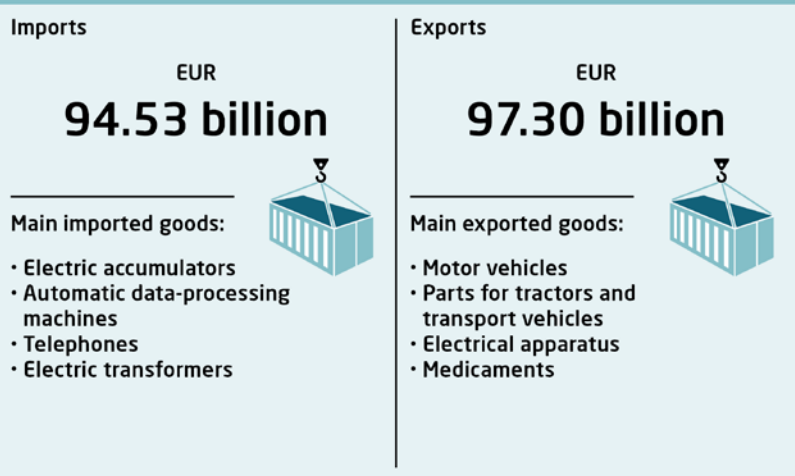 Imports
EUR
94.53 billion
Main imported goods:
· Electric accumulators
· Automatic data-processing
machines
· Telephones
· Electric transformers
Exports
EUR
97.30 billion
Main exported goods:
· Motor vehicles
· Parts for tractors and
transport vehicles
· Electrical apparatus
· Medicaments